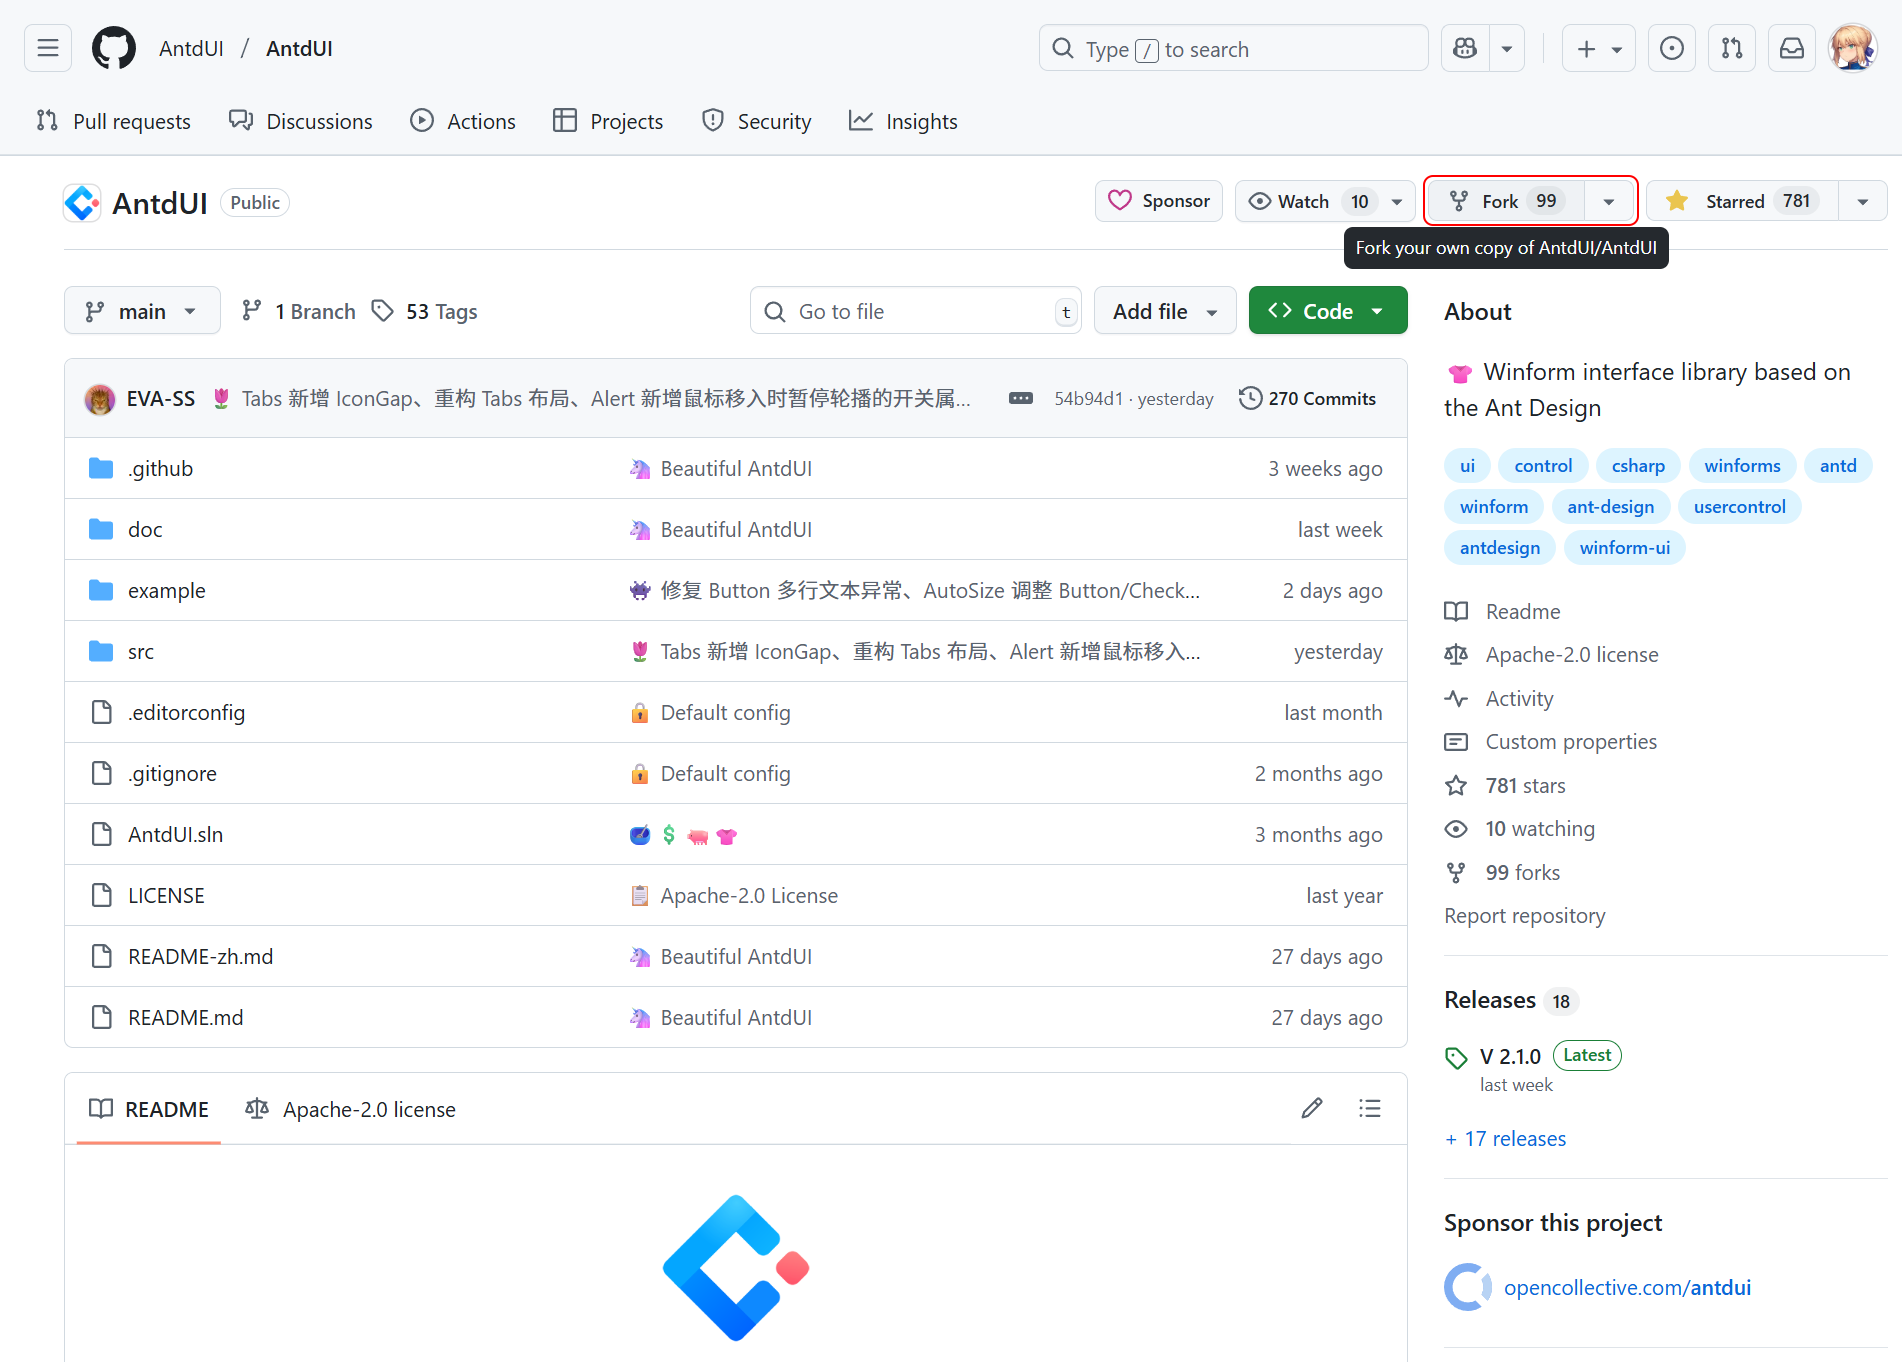 AntdUI / AntdUI
Type / to search
Pull requests
Discussions
Actions
Projects
Security
Insights
AntdUI Public
Sponsor
Watch 10
Fork 99
Starred 781
Fork your own copy of AntdUI/AntdUI
main
1 Branch
53 Tags
Go to file t
Add file
<> Code
EVA-SS 🌷 Tabs 新增 IconGap、重构 Tabs 布局、Alert 新增鼠标移入时暂停轮播的开关属... 54b94d1 · yesterday 270 Commits
.github 🦄 Beautiful AntdUI 3 weeks ago
doc 🦄 Beautiful AntdUI last week
example 👾 修复 Button 多行文本异常、AutoSize 调整 Button/Check... 2 days ago
src 🌷 Tabs 新增 IconGap、重构 Tabs 布局、Alert 新增鼠标移入... yesterday
.editorconfig 🔒 Default config last month
.gitignore 🔒 Default config 2 months ago
AntdUI.sln 3 months ago
LICENSE 📋 Apache-2.0 License last year
README-zh.md 🦄 Beautiful AntdUI 27 days ago
README.md 🦄 Beautiful AntdUI 27 days ago
README
Apache-2.0 license
About
👚 Winform interface library based on
the Ant Design
ui control csharp winforms antd
winform ant-design usercontrol
antdesign winform-ui
Readme
Apache-2.0 license
Activity
Custom properties
781 stars
10 watching
99 forks
Report repository
Releases 18
V 2.1.0 Latest
last week
+ 17 releases
Sponsor this project
opencollective.com/antdui